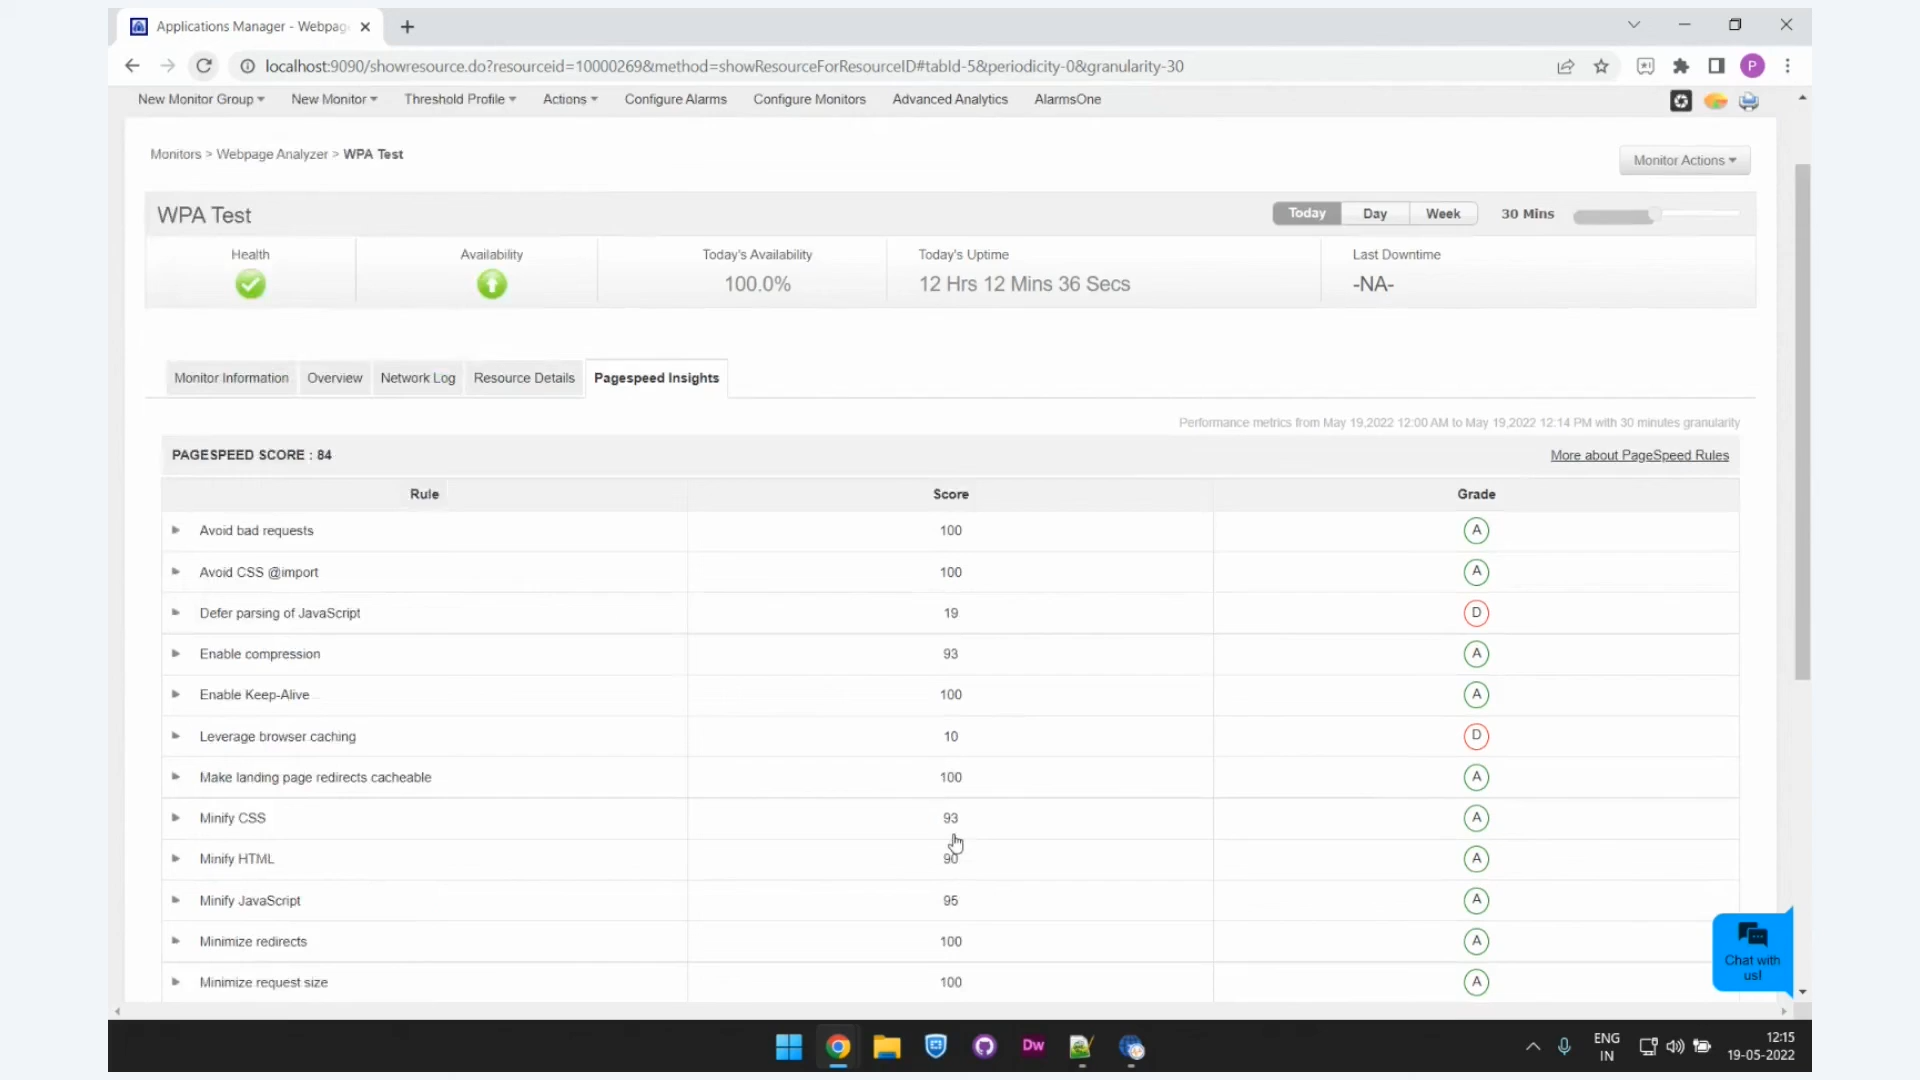 Applications Manager - Webpag
localhost:9090/showresource.do?resourceid=10000269&method=showResourceForResourceID#tabId-5&periodicity-0&granularity-30
P
New Monitor Group New Monitor Threshold Profile Actions Configure Alarms Configure Monitors Advanced Analytics AlarmsOne
Monitors > Webpage Analyzer > WPA Test
Monitor Actions
WPA Test
Today Day Week 30 Mins
Health Availability Today's Availability Today's Uptime Last Downtime
100.0% 12 Hrs 12 Mins 36 Secs -NA-
Monitor Information Overview Network Log Resource Details Pagespeed Insights
Performance metrics from May 19,2022 12:00 AM to May 19,2022 12:14 PM with 30 minutes granularity
PAGESPEED SCORE : 84 More about PageSpeed Rules
Rule Score Grade
Avoid bad requests 100 A
Avoid CSS @import 100 A
Defer parsing of JavaScript 19 D
Enable compression 93 A
Enable Keep-Alive 100 A
Leverage browser caching 10 D
Make landing page redirects cacheable 100 A
Minify CSS 93 A
Minify HTML 90 A
Minify JavaScript 95 A
Minimize redirects 100 A
Minimize request size 100 A
Chat with
us!
Dw
ENG
IN
12:15
19-05-2022